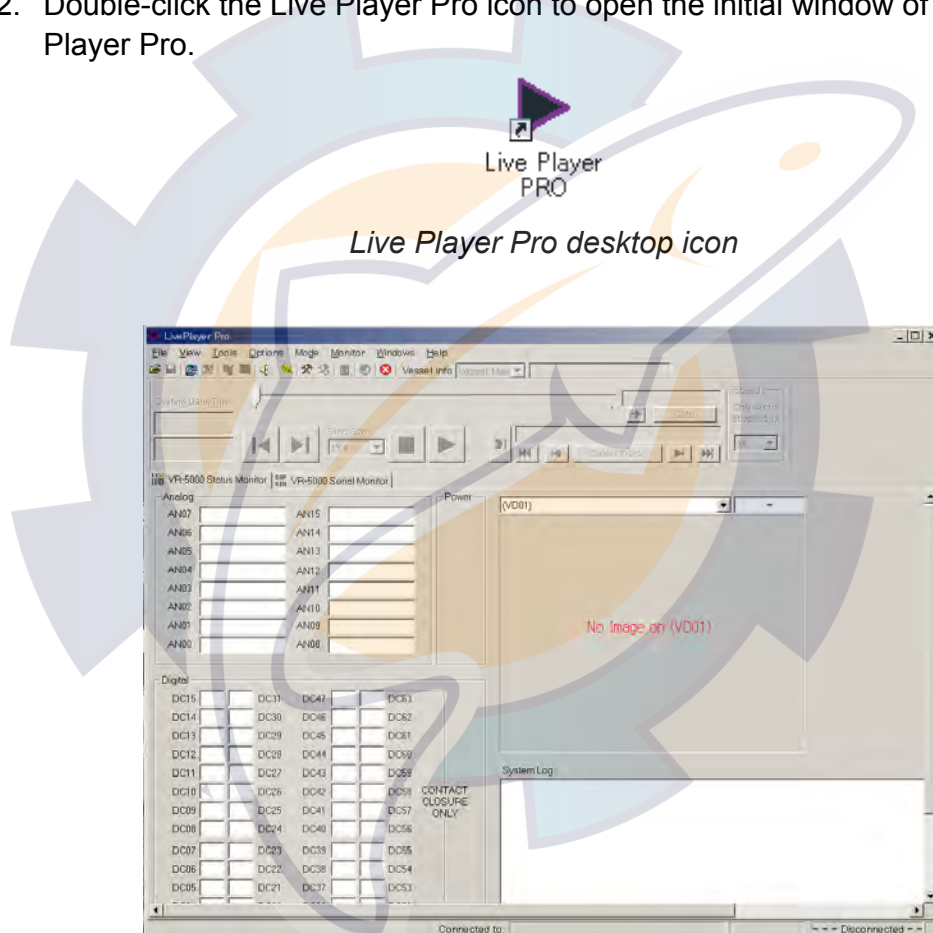 2. Double-click the Live Player Pro icon to open the initial window of
Player Pro.
Live Player
PRO
Live Player Pro desktop icon
LivePlayer Pro
File View Tools Options Mode Monitor Windows Help
Vessel info
System Date/Time
VR-5000 Status Monitor VR-5000 Serial Monitor
Analog Power
(VD01)
AN07 AN15
AN06 AN14
AN05 AN13
AN04 AN12
AN03 AN11
AN02 AN10
AN01 AN09
AN00 AN08
No Image on (VD01)
Digital
DC15 DC31 DC47 DC63
DC14 DC30 DC46 DC62
DC13 DC29 DC45 DC61
DC12 DC28 DC44 DC60
DC11 DC27 DC43 DC59
DC10 DC26 DC42 DC58
DC09 DC25 DC41 DC57
DC08 DC24 DC40 DC56
DC07 DC23 DC39 DC55
DC06 DC22 DC38 DC54
DC05 DC21 DC37 DC53
CONTACT
CLOSURE
ONLY
System Log
Connected to: - - - Disconnected - -